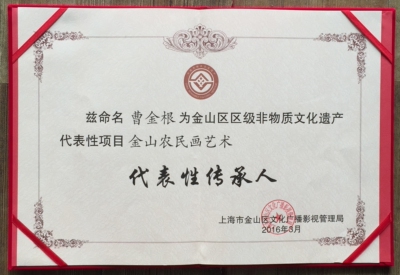 兹命名 曹金根 为金山区区级非物质文化遗产
代表性项目 金山农民画艺术
代表性传承人
上海市金山区文化广播影视管理局
2016年3月